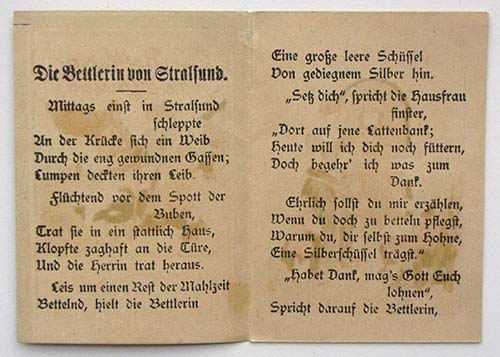 Die Bettlerin von Stralsund.
Mittags einst in Stralsund
schleppte
An der Krücke sich ein Weib
Durch die eng gewundnen Gassen;
Lumpen deckten ihren Leib.
Flüchtend vor dem Spott der
Buben,
Trat sie in ein stattlich Haus,
Klopfte zaghaft an die Türe,
Und die Herrin trat heraus.
Leis um einen Rest der Mahlzeit
Bettelnd, hielt die Bettlerin
Eine große leere Schüssel
Von gediegnem Silber hin.
„Setz dich“, spricht die Hausfrau
finster,
„Dort auf jene Lattenbank;
Heute will ich dich noch füttern,
Doch begehr' ich was zum
Dank.
Ehrlich sollst du mir erzählen,
Wenn du doch zu betteln pflegst,
Warum du, dir selbst zum Hohne,
Eine Silberschüssel trägst.“
„Habet Dank, mag's Gott Euch
lohnen“,
Spricht darauf die Bettlerin,